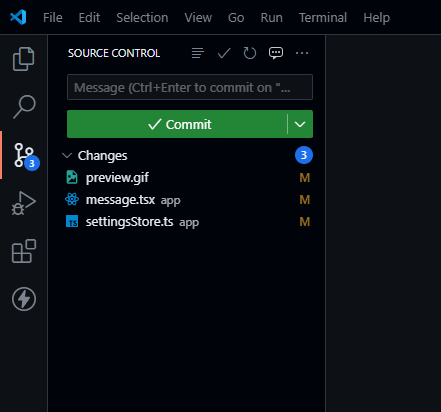 File Edit Selection View Go Run Terminal Help
SOURCE CONTROL
Message (Ctrl+Enter to commit on "...
Commit
3
Changes 3
preview.gif M
message.tsx app M
TS settingsStore.ts app M